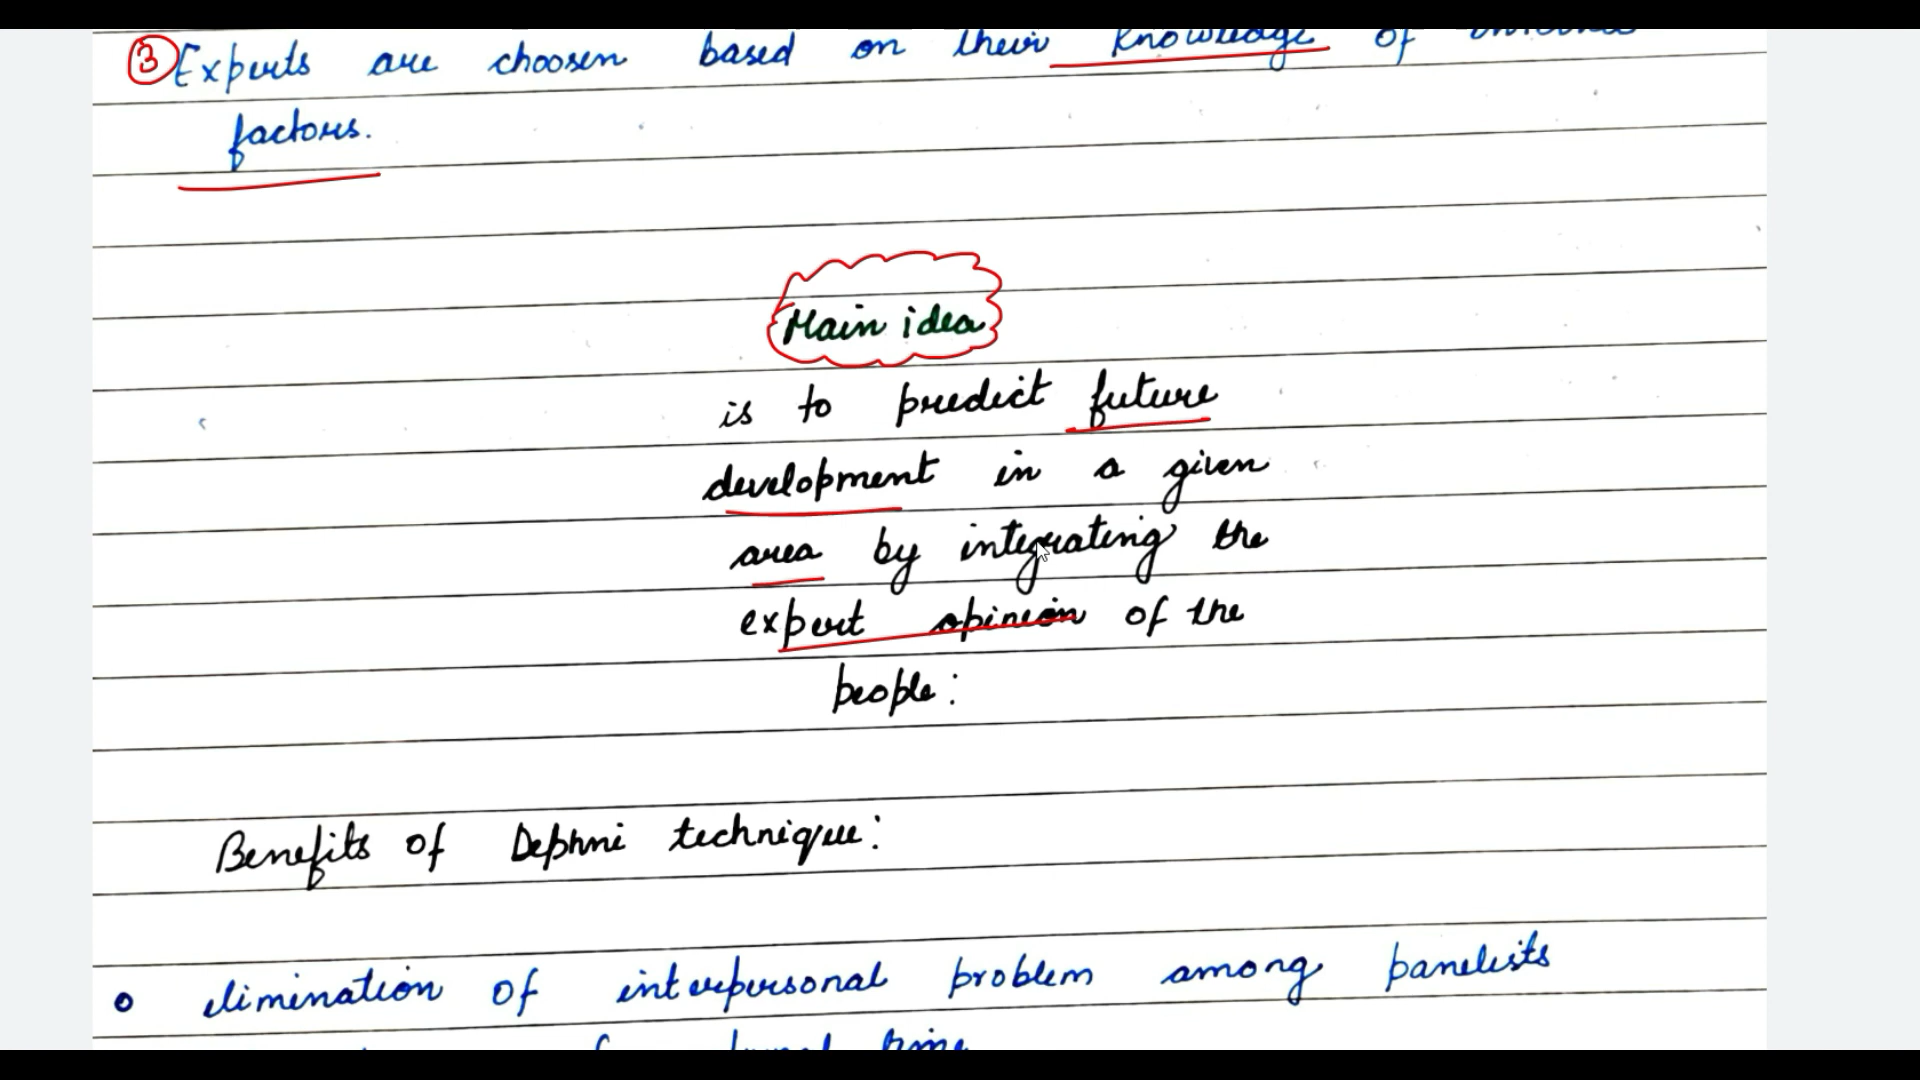 ③ Experts are choosen based on their knowledge of
factors.
Main idea
is to predict future
development in a given
area by integrating the
expert opinion of the
people:
Benefits of Dephni technique:
o elimination of interpersonal problem among panelists
time